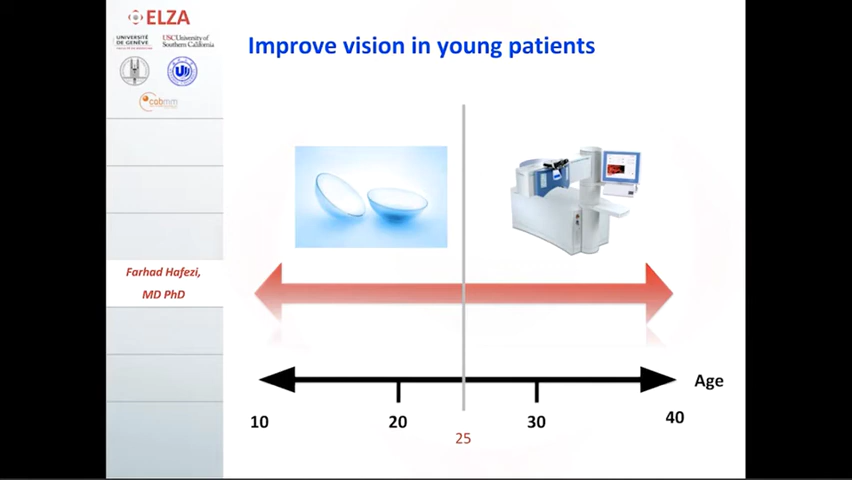 ELZA
UNIVERSITÉ
DE GENÈVE
USC University of
Southern California
cabmm
Improve vision in young patients
Farhad Hafezi,
MD PhD
Age
10
20
25
30
40